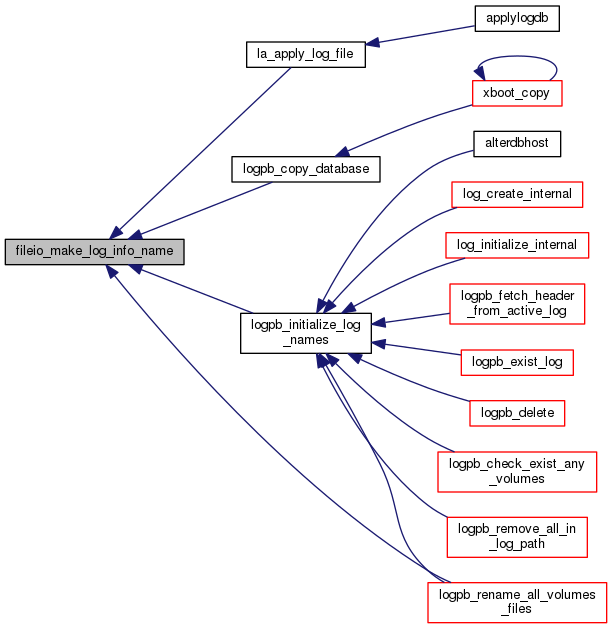 applylogdb
la_apply_log_file
xboot_copy
alterdbhost
logpb_copy_database
log_create_internal
fileio_make_log_info_name
log_initialize_internal
logpb_fetch_header
_from_active_log
logpb_initialize_log
_names
logpb_exist_log
logpb_delete
logpb_check_exist_any
_volumes
logpb_remove_all_in
_log_path
logpb_rename_all_volumes
_files